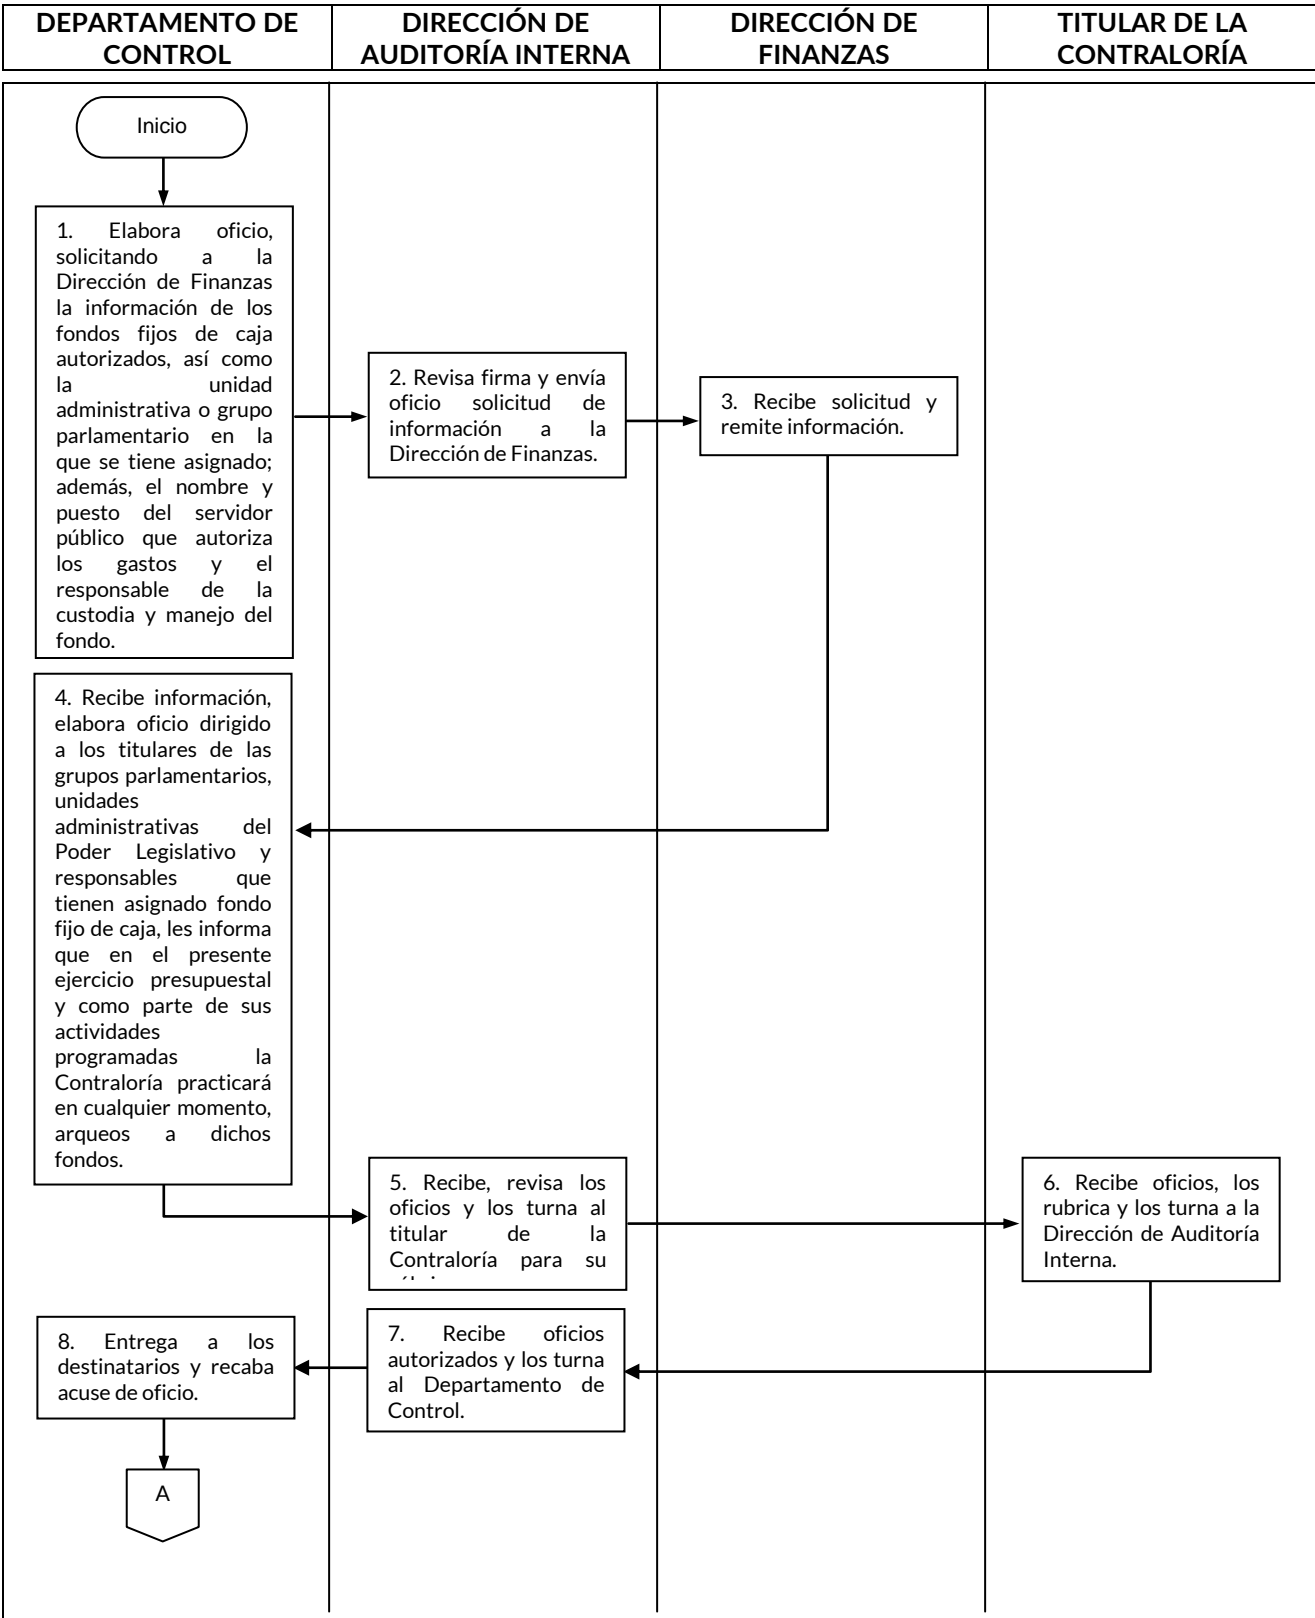 DEPARTAMENTO DE
CONTROL
DIRECCIÓN DE
AUDITORÍA INTERNA
DIRECCIÓN DE
FINANZAS
TITULAR DE LA
CONTRALORÍA
Inicio
1. Elabora oficio,
solicitando a la
Dirección de Finanzas
la información de los
fondos fijos de caja
autorizados, así como
la unidad
administrativa o grupo
parlamentario en la
que se tiene asignado;
además, el nombre y
puesto del servidor
público que autoriza
los gastos y el
responsable de la
custodia y manejo del
fondo.
2. Revisa firma y envía
oficio solicitud de
información a la
Dirección de Finanzas.
3. Recibe solicitud y
remite información.
4. Recibe información,
elabora oficio dirigido
a los titulares de las
grupos parlamentarios,
unidades
administrativas del
Poder Legislativo y
responsables que
tienen asignado fondo
fijo de caja, les informa
que en el presente
ejercicio presupuestal
y como parte de sus
actividades
programadas la
Contraloría practicará
en cualquier momento,
arqueos a dichos
fondos.
5. Recibe, revisa los
oficios y los turna al
titular de la
Contraloría para su
6. Recibe oficios, los
rubrica y los turna a la
Dirección de Auditoría
Interna.
7. Recibe oficios
autorizados y los turna
al Departamento de
Control.
8. Entrega a los
destinatarios y recaba
acuse de oficio.
A